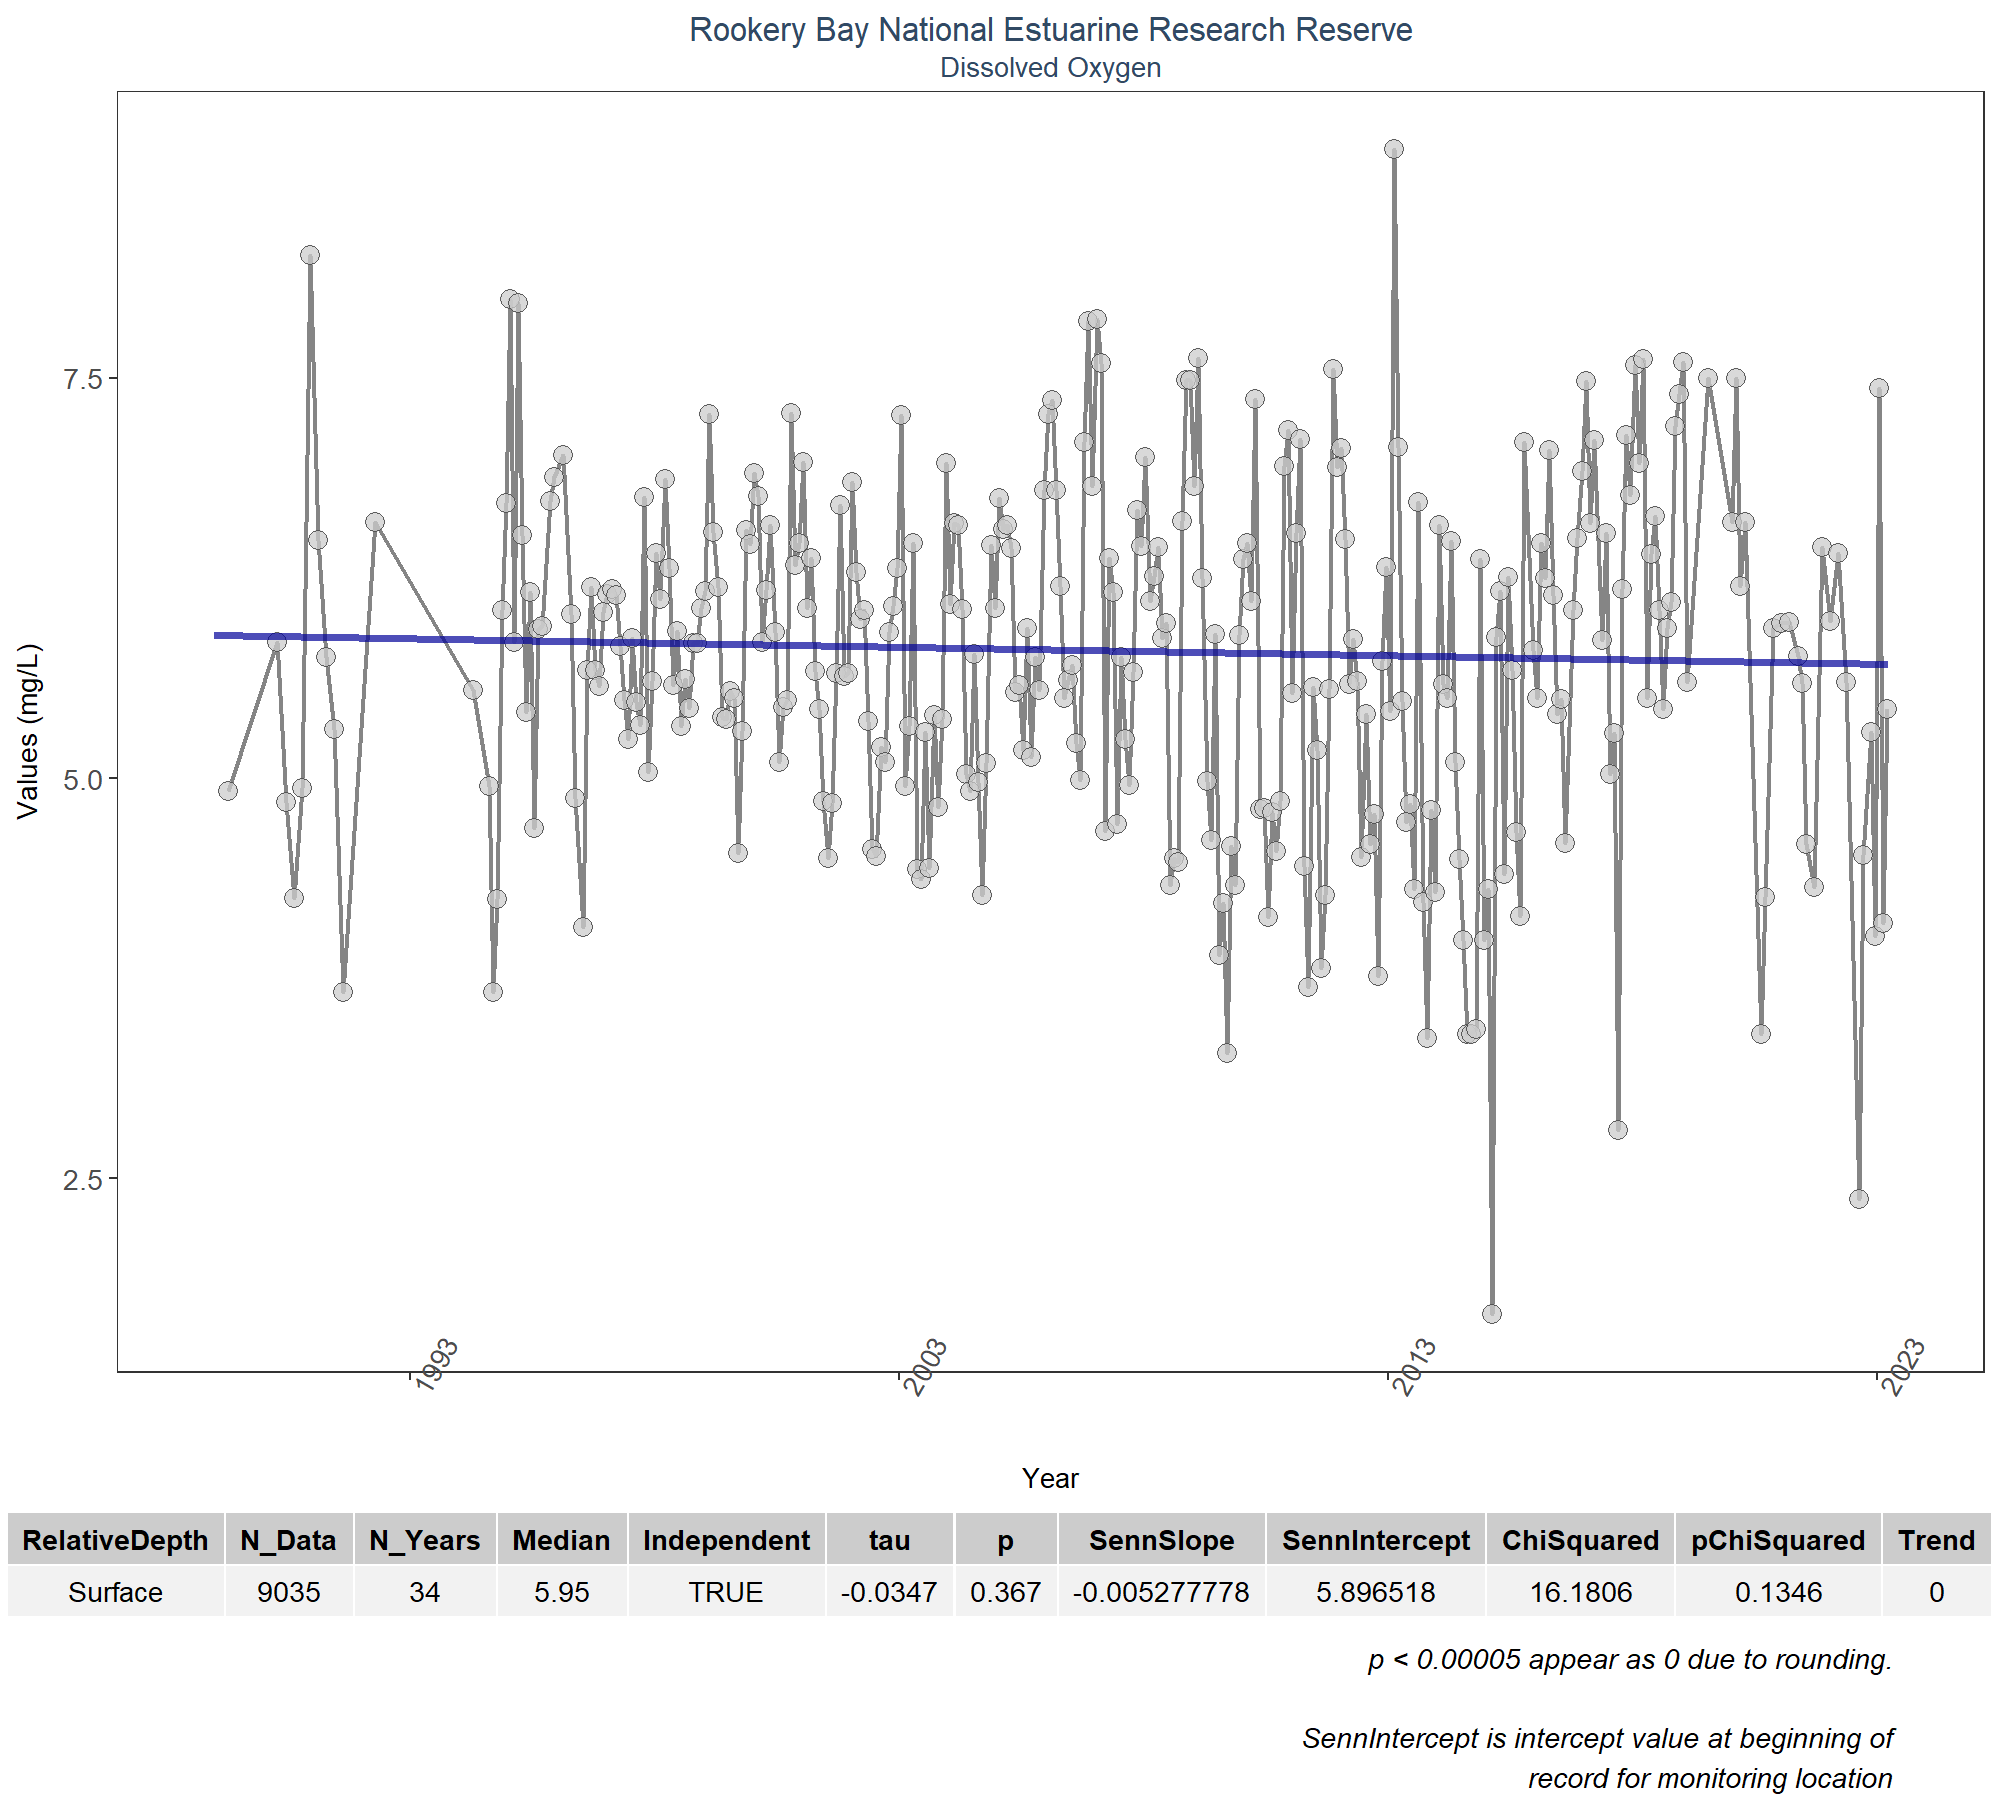 Rookery Bay National Estuarine Research Reserve
Dissolved Oxygen
Values (mg/L)
7.5
5.0
2.5
1993 2003 2013 2023
Year
RelativeDepth N_Data N_Years Median Independent tau p SennSlope SennIntercept ChiSquared pChiSquared Trend
Surface 9035 34 5.95 TRUE -0.0347 0.367 -0.005277778 5.896518 16.1806 0.1346 0
p < 0.00005 appear as 0 due to rounding.
SennIntercept is intercept value at beginning of
record for monitoring location